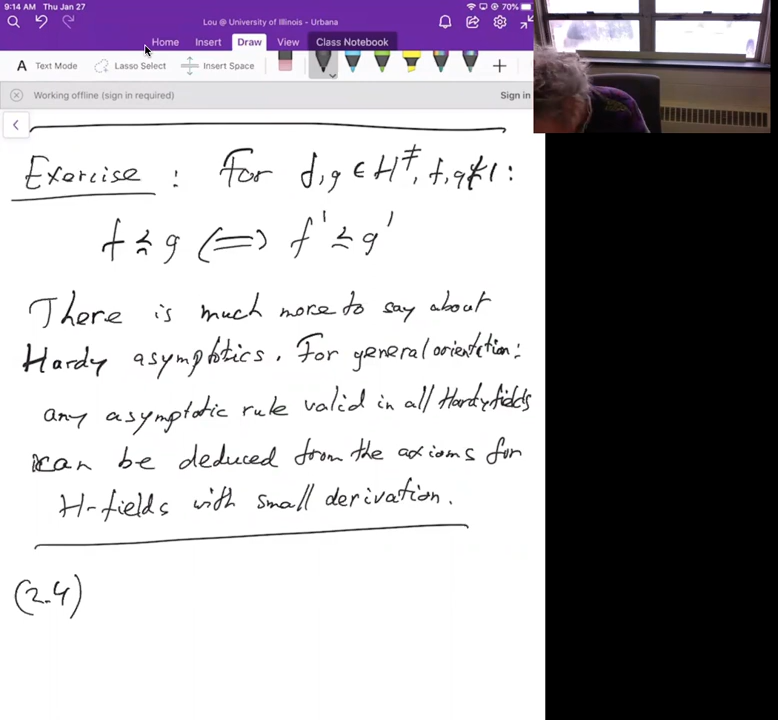 9:14 AM Thu Jan 27
70%
Lou @ University of Illinois - Urbana
Home Insert Draw View Class Notebook
A Text Mode Lasso Select Insert Space
Working offline (sign in required) Sign in
Exercise : For f, g ∈ H^≠, f, g ≭ 1 :
f ≼ g ⟺ f' ≼ g'
There is much more to say about
Hardy asymptotics. For general orientation:
any asymptotic rule valid in all Hardy fields
can be deduced from the axioms for
H-fields with small derivation.
(2.4)